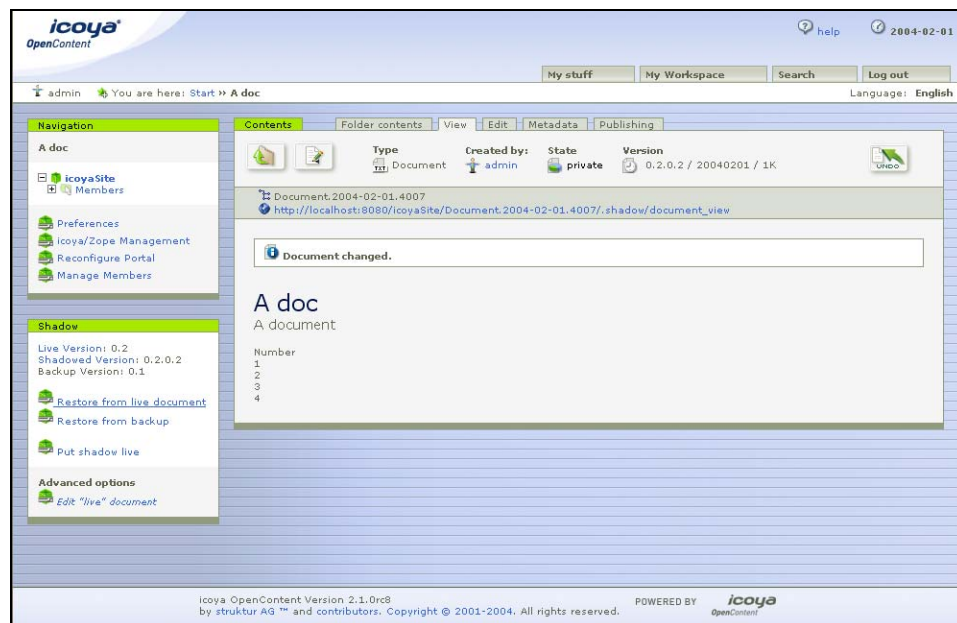 icoya
OpenContent
help
2004-02-01
My stuff
My Workspace
Search
Log out
admin You are here: Start » A doc
Language: English
Navigation
A doc
icoyaSite
Members
Preferences
icoya/Zope Management
Reconfigure Portal
Manage Members
Shadow
Live Version: 0.2
Shadowed Version: 0.2.0.2
Backup Version: 0.1
Restore from live document
Restore from backup
Put shadow live
Advanced options
Edit "live" document
Contents
Folder contents
View
Edit
Metadata
Publishing
Type
TXT Document
Created by:
admin
State
private
Version
0.2.0.2 / 20040201 / 1K
UNDO
Document.2004-02-01.4007
http://localhost:8080/icoyaSite/Document.2004-02-01.4007/.shadow/document_view
Document changed.
A doc
A document
Number
1
2
3
4
icoya OpenContent Version 2.1.0rc8
by struktur AG ™ and contributors. Copyright © 2001-2004. All rights reserved.
POWERED BY
icoya
OpenContent